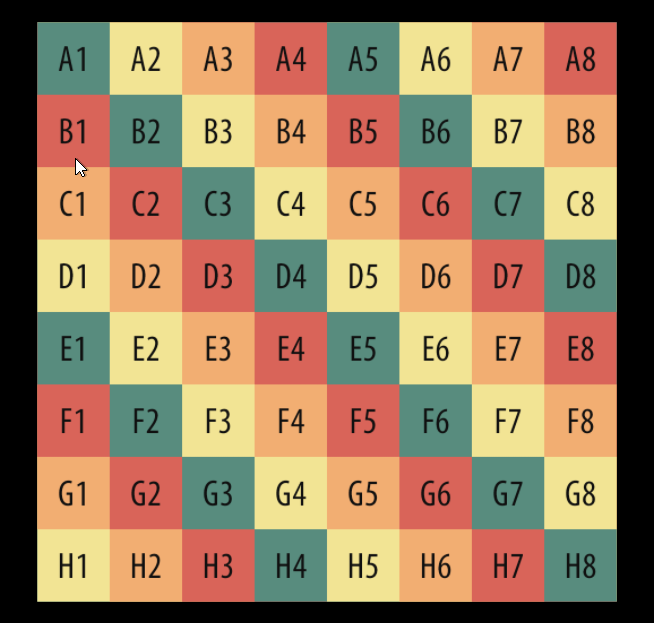 A1 A2 A3 A4 A5 A6 A7 A8
B1 B2 B3 B4 B5 B6 B7 B8
C1 C2 C3 C4 C5 C6 C7 C8
D1 D2 D3 D4 D5 D6 D7 D8
E1 E2 E3 E4 E5 E6 E7 E8
F1 F2 F3 F4 F5 F6 F7 F8
G1 G2 G3 G4 G5 G6 G7 G8
H1 H2 H3 H4 H5 H6 H7 H8